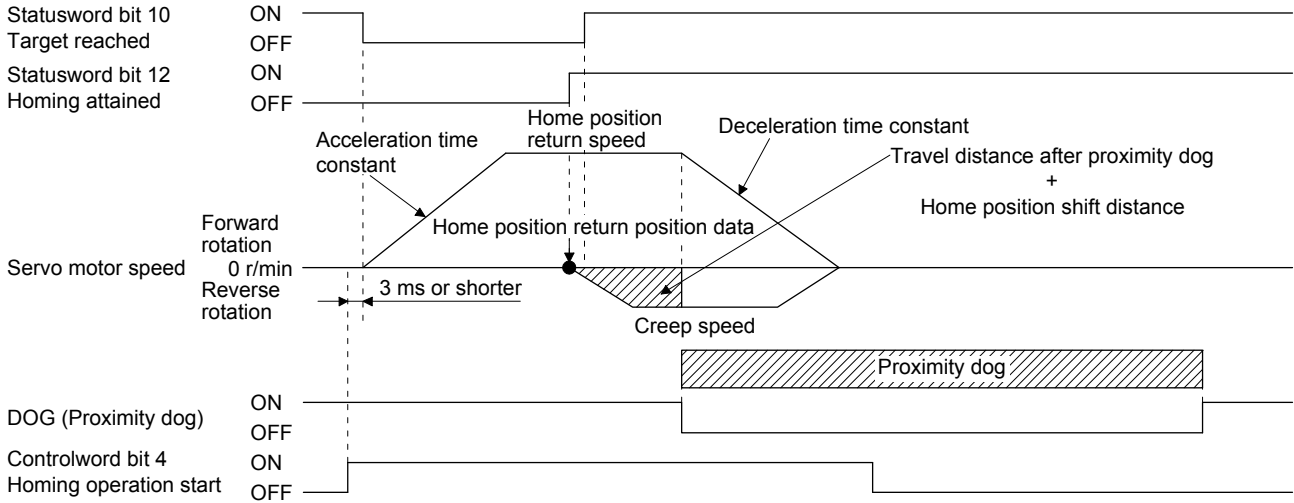 Statusword bit 10
Target reached
ON
OFF
Statusword bit 12
Homing attained
ON
OFF
Acceleration time
constant
Home position
return speed
Deceleration time constant
Travel distance after proximity dog
+
Home position shift distance
Home position return position data
Forward
rotation
Servo motor speed
0 r/min
Reverse
rotation
3 ms or shorter
Creep speed
Proximity dog
DOG (Proximity dog)
ON
OFF
Controlword bit 4
Homing operation start
ON
OFF